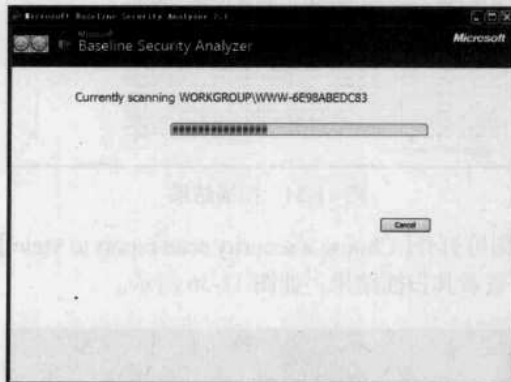 Microsoft Baseline Security Analyzer 2.1
Microsoft
Baseline Security Analyzer
Microsoft
Currently scanning WORKGROUP\WWW-6E98ABEDC83
Cancel